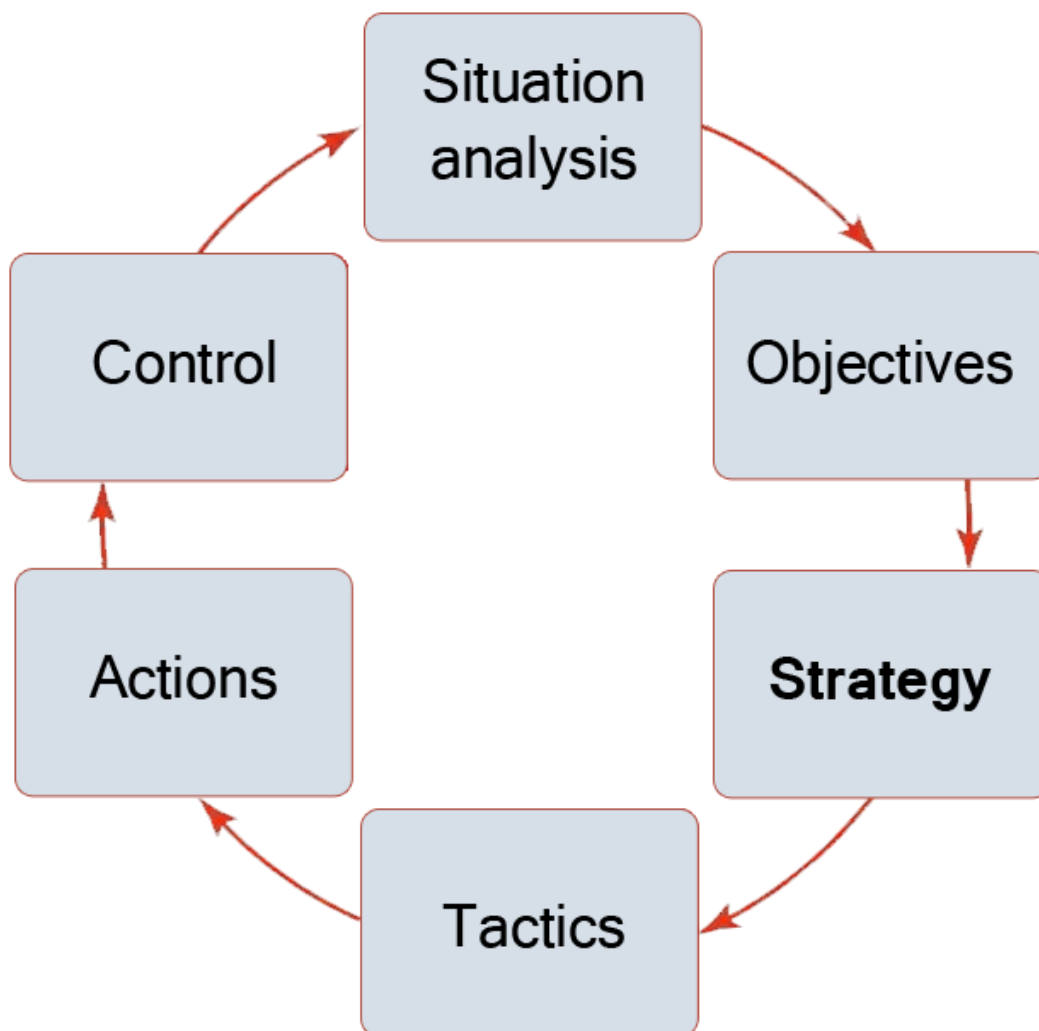 Situation
analysis
Objectives
Strategy
Tactics
Actions
Control